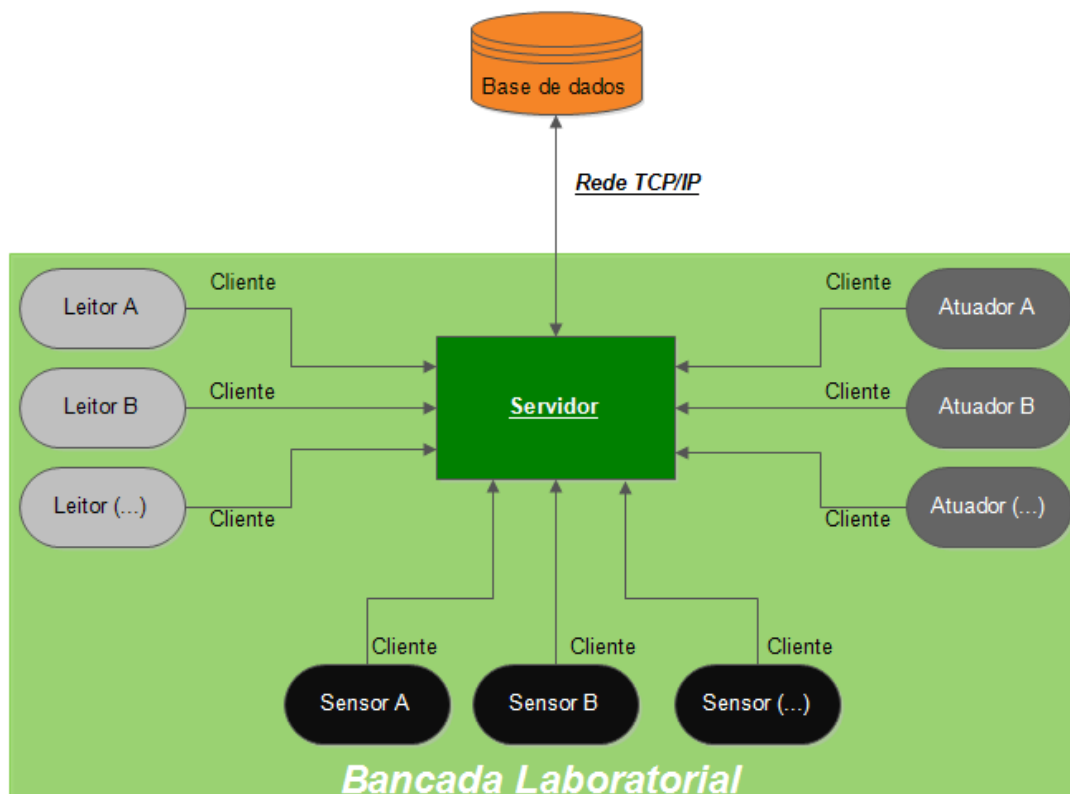 Base de dados
Rede TCP/IP
Leitor A
Cliente
Cliente
Atuador A
Leitor B
Cliente
Servidor
Cliente
Atuador B
Leitor (...)
Cliente
Cliente
Atuador (...)
Cliente
Cliente
Cliente
Sensor A
Sensor B
Sensor (...)
Bancada Laboratorial